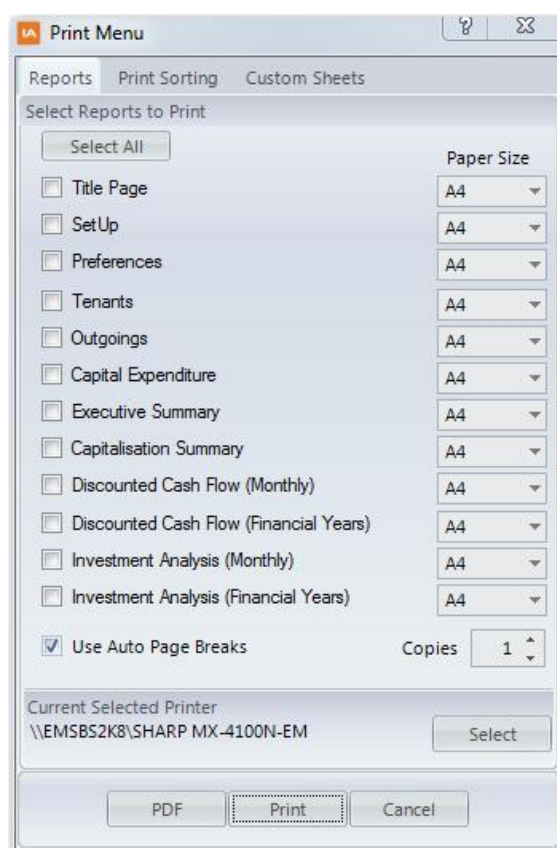 IA Print Menu ?
Reports Print Sorting Custom Sheets
Select Reports to Print
Select All
Paper Size
Title Page A4
SetUp A4
Preferences A4
Tenants A4
Outgoings A4
Capital Expenditure A4
Executive Summary A4
Capitalisation Summary A4
Discounted Cash Flow (Monthly) A4
Discounted Cash Flow (Financial Years) A4
Investment Analysis (Monthly) A4
Investment Analysis (Financial Years) A4
Use Auto Page Breaks Copies 1
Current Selected Printer
\\EMSBS2K8\SHARP MX-4100N-EM Select
PDF Print Cancel